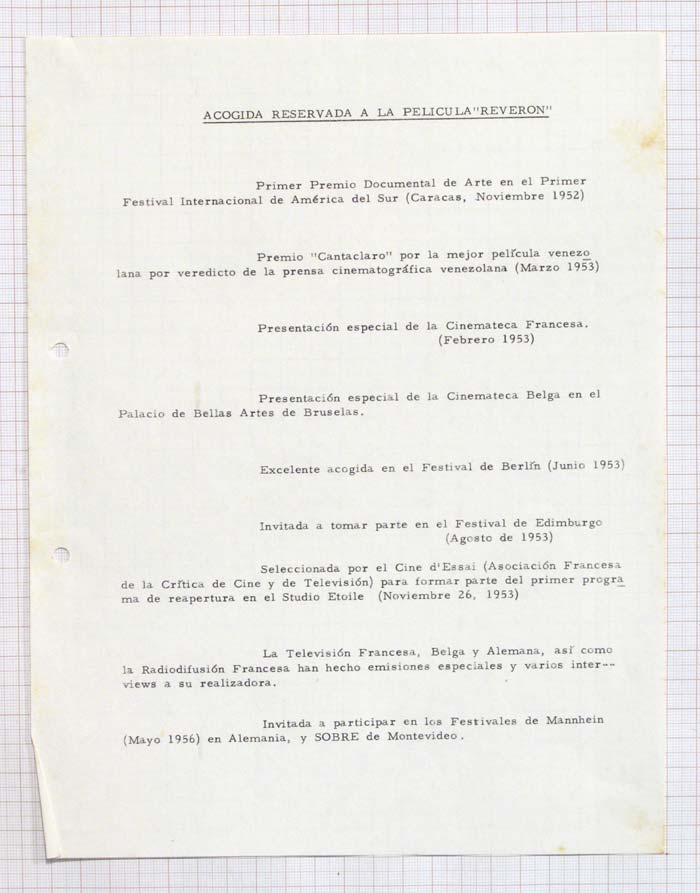 ACOGIDA RESERVADA A LA PELICULA "REVERON"
Primer Premio Documental de Arte en el Primer
Festival Internacional de América del Sur (Caracas, Noviembre 1952)
Premio "Cantaclaro" por la mejor película venezo
lana por veredicto de la prensa cinematográfica venezolana (Marzo 1953)
Presentación especial de la Cinemateca Francesa.
(Febrero 1953)
Presentación especial de la Cinemateca Belga en el
Palacio de Bellas Artes de Bruselas.
Excelente acogida en el Festival de Berlín (Junio 1953)
Invitada a tomar parte en el Festival de Edimburgo
(Agosto de 1953)
Seleccionada por el Cine d'Essai (Asociación Francesa
de la Crítica de Cine y de Televisión) para formar parte del primer progra
ma de reapertura en el Studio Etoile (Noviembre 26, 1953)
La Televisión Francesa, Belga y Alemana, así como
la Radiodifusión Francesa han hecho emisiones especiales y varios inter--
views a su realizadora.
Invitada a participar en los Festivales de Mannhein
(Mayo 1956) en Alemania, y SOBRE de Montevideo.